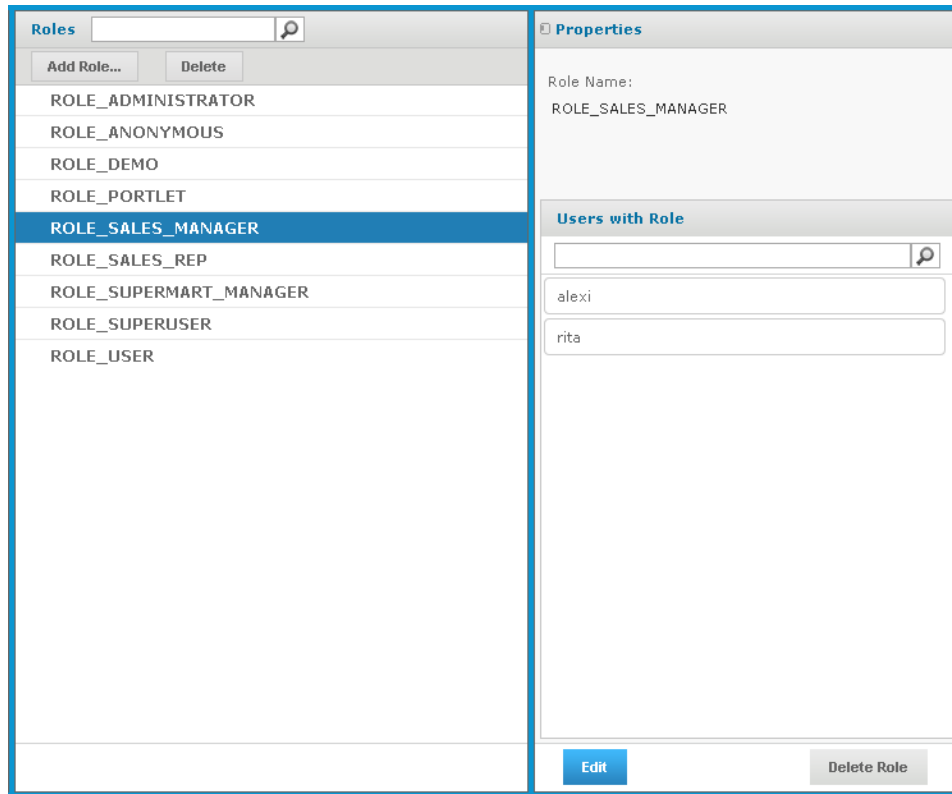 Roles
Add Role... Delete
ROLE_ADMINISTRATOR
ROLE_ANONYMOUS
ROLE_DEMO
ROLE_PORTLET
ROLE_SALES_MANAGER
ROLE_SALES_REP
ROLE_SUPERMART_MANAGER
ROLE_SUPERUSER
ROLE_USER
Properties
Role Name:
ROLE_SALES_MANAGER
Users with Role
alexi
rita
Edit Delete Role